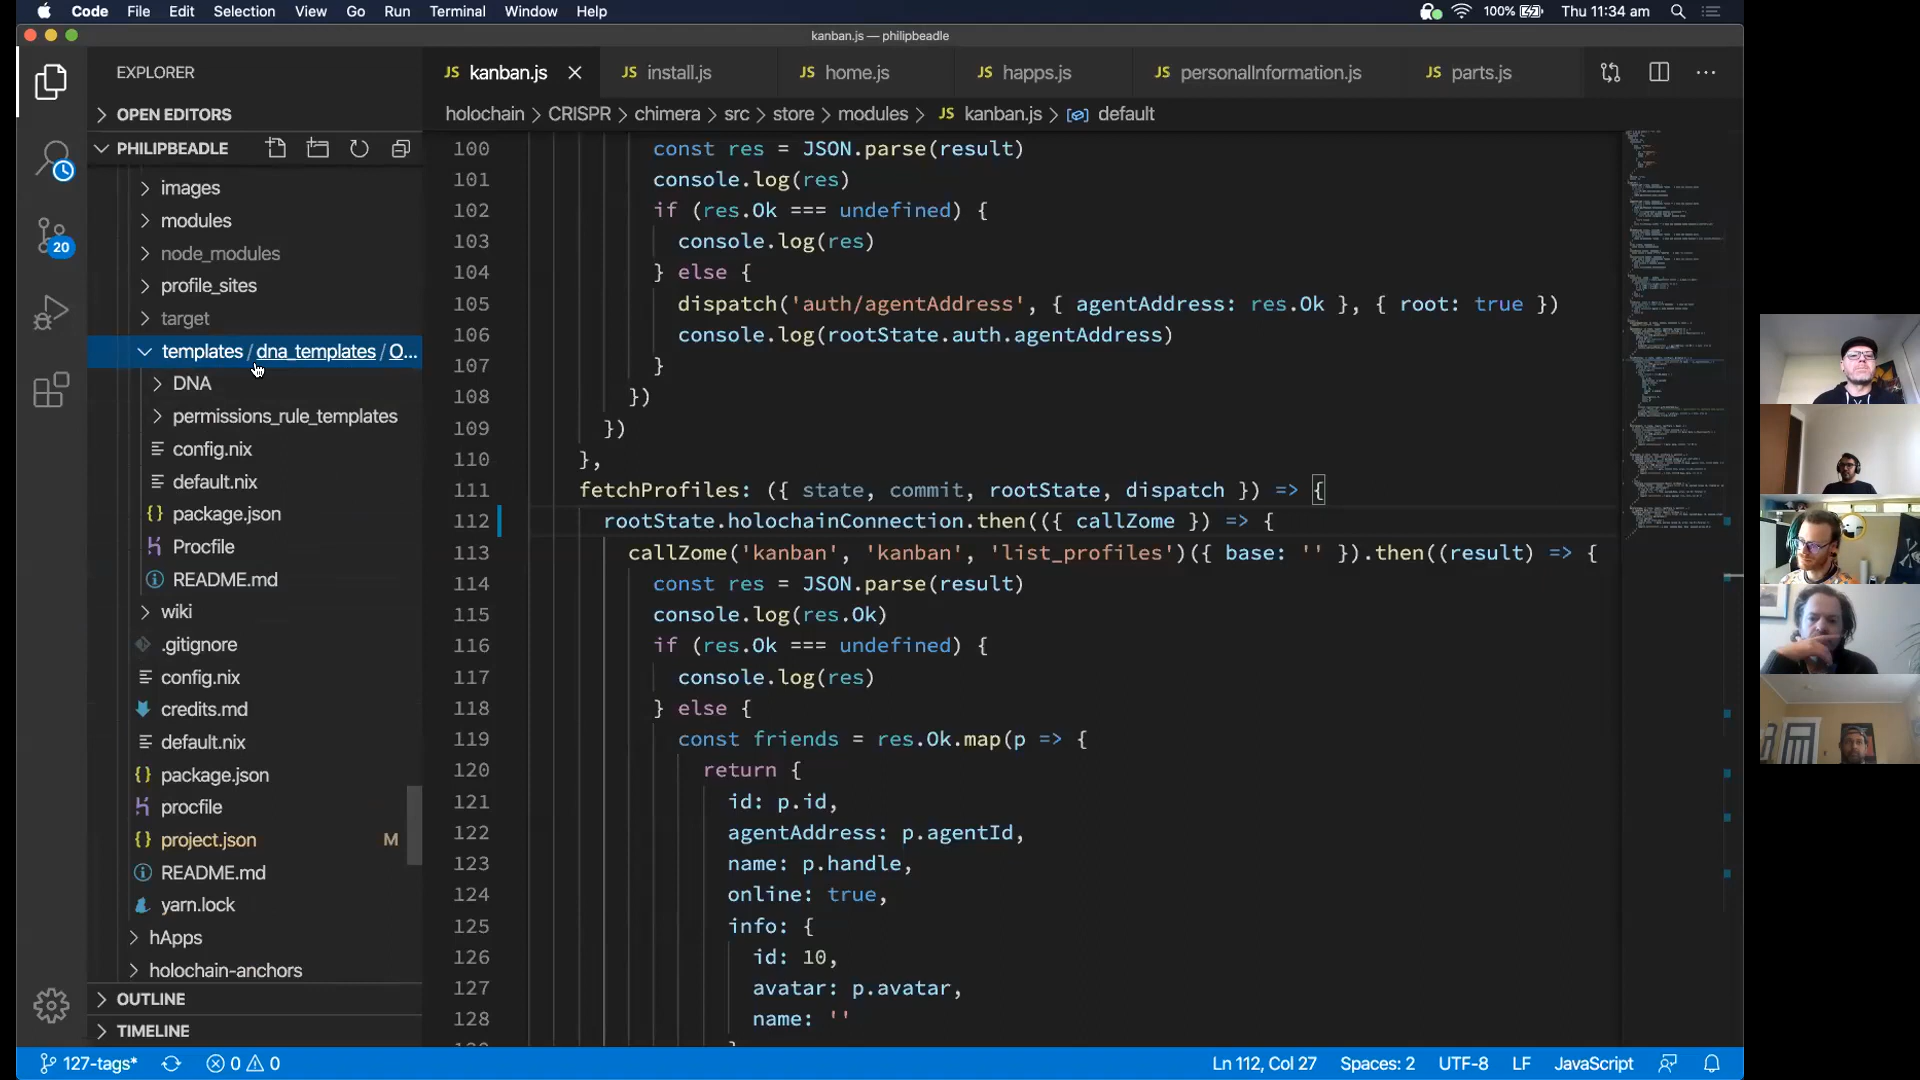 Code File Edit Selection View Go Run Terminal Window Help 100% Thu 11:34 am
kanban.js — philipbeadle
EXPLORER
OPEN EDITORS
PHILIPBEADLE
images
modules
node_modules
profile_sites
target
templates / dna_templates / O...
DNA
permissions_rule_templates
config.nix
default.nix
package.json
Procfile
README.md
wiki
.gitignore
config.nix
credits.md
default.nix
package.json
procfile
project.json M
README.md
yarn.lock
hApps
holochain-anchors
OUTLINE
TIMELINE
20
JS kanban.js JS install.js JS home.js JS happs.js JS personalInformation.js JS parts.js
holochain > CRISPR > chimera > src > store > modules > JS kanban.js > default
100 const res = JSON.parse(result)
101 console.log(res)
102 if (res.Ok === undefined) {
103 console.log(res)
104 } else {
105 dispatch('auth/agentAddress', { agentAddress: res.Ok }, { root: true })
106 console.log(rootState.auth.agentAddress)
107 }
108 })
109 })
110 },
111 fetchProfiles: ({ state, commit, rootState, dispatch }) => {
112 rootState.holochainConnection.then(({ callZome }) => {
113 callZome('kanban', 'kanban', 'list_profiles')({ base: '' }).then((result) => {
114 const res = JSON.parse(result)
115 console.log(res.Ok)
116 if (res.Ok === undefined) {
117 console.log(res)
118 } else {
119 const friends = res.Ok.map(p => {
120 return {
121 id: p.id,
122 agentAddress: p.agentId,
123 name: p.handle,
124 online: true,
125 info: {
126 id: 10,
127 avatar: p.avatar,
128 name: ''
127-tags* 0 0 Ln 112, Col 27 Spaces: 2 UTF-8 LF JavaScript